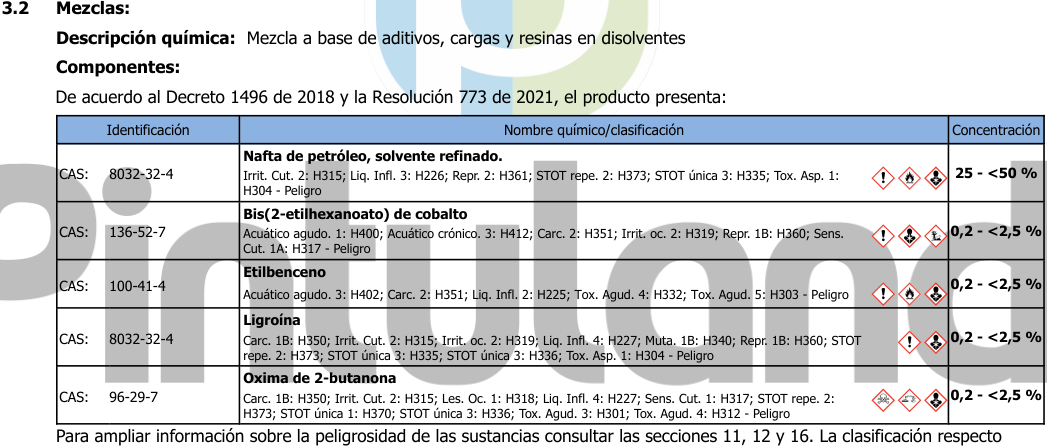 3.2 Mezclas:
Descripción química: Mezcla a base de aditivos, cargas y resinas en disolventes
Componentes:
De acuerdo al Decreto 1496 de 2018 y la Resolución 773 de 2021, el producto presenta:
Identificación Nombre químico/clasificación Concentración
Nafta de petróleo, solvente refinado.
CAS: 8032-32-4 Irrit. Cut. 2: H315; Liq. Infl. 3: H226; Repr. 2: H361; STOT repe. 2: H373; STOT única 3: H335; Tox. Asp. 1: 25 - <50 %
H304 - Peligro
Bis(2-etilhexanoato) de cobalto
CAS: 136-52-7 Acuático agudo. 1: H400; Acuático crónico. 3: H412; Carc. 2: H351; Irrit. oc. 2: H319; Repr. 1B: H360; Sens. 0,2 - <2,5 %
Cut. 1A: H317 - Peligro
Etilbenceno
CAS: 100-41-4 Acuático agudo. 3: H402; Carc. 2: H351; Liq. Infl. 2: H225; Tox. Agud. 4: H332; Tox. Agud. 5: H303 - Peligro 0,2 - <2,5 %
Ligroína
CAS: 8032-32-4 Carc. 1B: H350; Irrit. Cut. 2: H315; Irrit. oc. 2: H319; Liq. Infl. 4: H227; Muta. 1B: H340; Repr. 1B: H360; STOT 0,2 - <2,5 %
repe. 2: H373; STOT única 3: H335; STOT única 3: H336; Tox. Asp. 1: H304 - Peligro
Oxima de 2-butanona
CAS: 96-29-7 Carc. 1B: H350; Irrit. Cut. 2: H315; Les. Oc. 1: H318; Liq. Infl. 4: H227; Sens. Cut. 1: H317; STOT repe. 2: 0,2 - <2,5 %
H373; STOT única 1: H370; STOT única 3: H336; Tox. Agud. 3: H301; Tox. Agud. 4: H312 - Peligro
Para ampliar información sobre la peligrosidad de las sustancias consultar las secciones 11, 12 y 16. La clasificación respecto
Pintuland